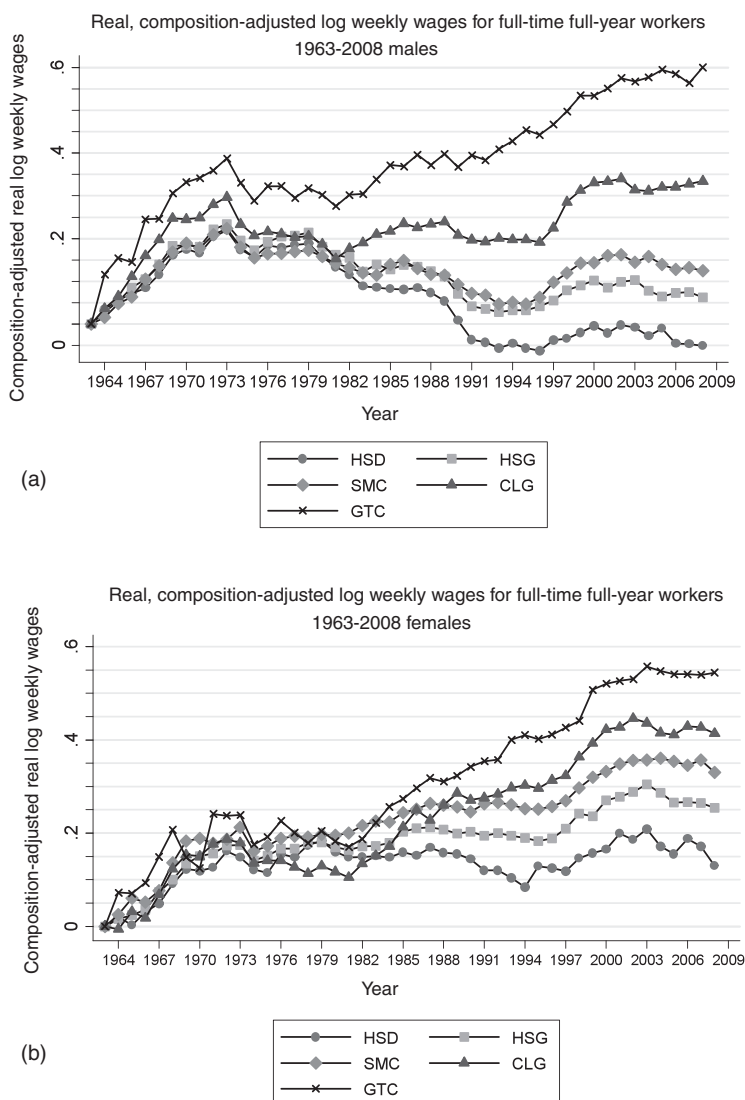 Real, composition-adjusted log weekly wages for full-time full-year workers
1963-2008 males
Composition-adjusted real log weekly wages
.6
.4
.2
0
1964 1967 1970 1973 1976 1979 1982 1985 1988 1991 1994 1997 2000 2003 2006 2009
Year
HSD HSG
SMC CLG
GTC
(a)
Real, composition-adjusted log weekly wages for full-time full-year workers
1963-2008 females
Composition-adjusted real log weekly wages
.6
.4
.2
0
1964 1967 1970 1973 1976 1979 1982 1985 1988 1991 1994 1997 2000 2003 2006 2009
Year
HSD HSG
SMC CLG
GTC
(b)